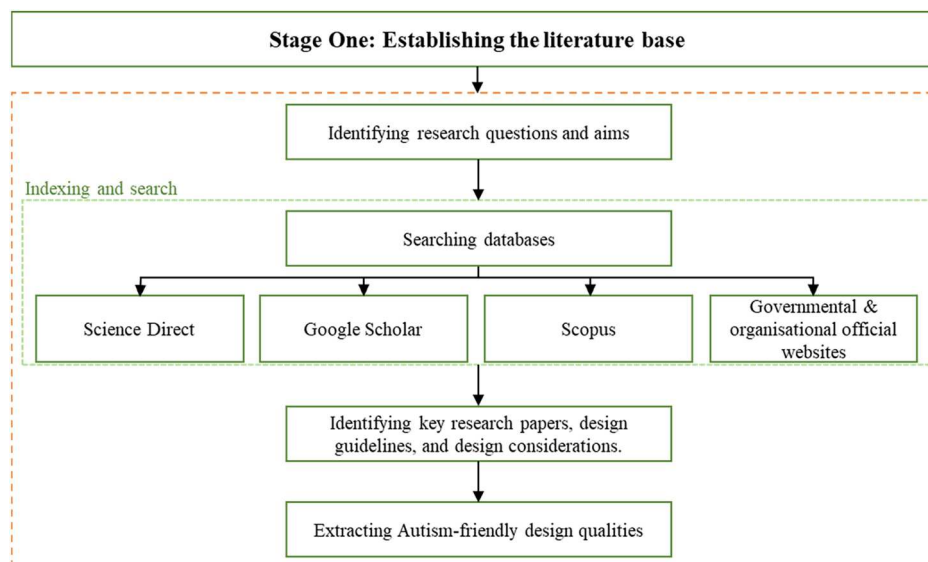 Stage One: Establishing the literature base
Identifying research questions and aims
Indexing and search
Searching databases
Science Direct
Google Scholar
Scopus
Governmental &
organisational official
websites
Identifying key research papers, design
guidelines, and design considerations.
Extracting Autism-friendly design qualities